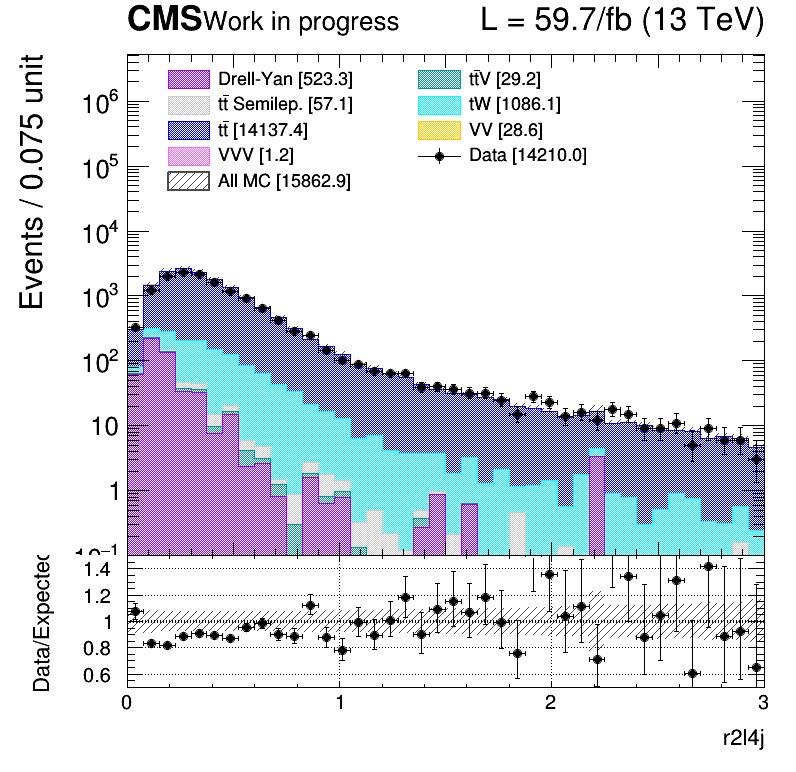 CMS Work in progress L = 59.7/fb (13 TeV)
Events / 0.075 unit
Drell-Yan [523.3]
tt̄ Semilep. [57.1]
tt̄ [14137.4]
VVV [1.2]
All MC [15862.9]
tt̄V [29.2]
tW [1086.1]
VV [28.6]
Data [14210.0]
10⁶
10⁵
10⁴
10³
10²
10
1
10⁻¹
Data/Expected
1.4
1.2
1
0.8
0.6
0 1 2 3
r2l4j